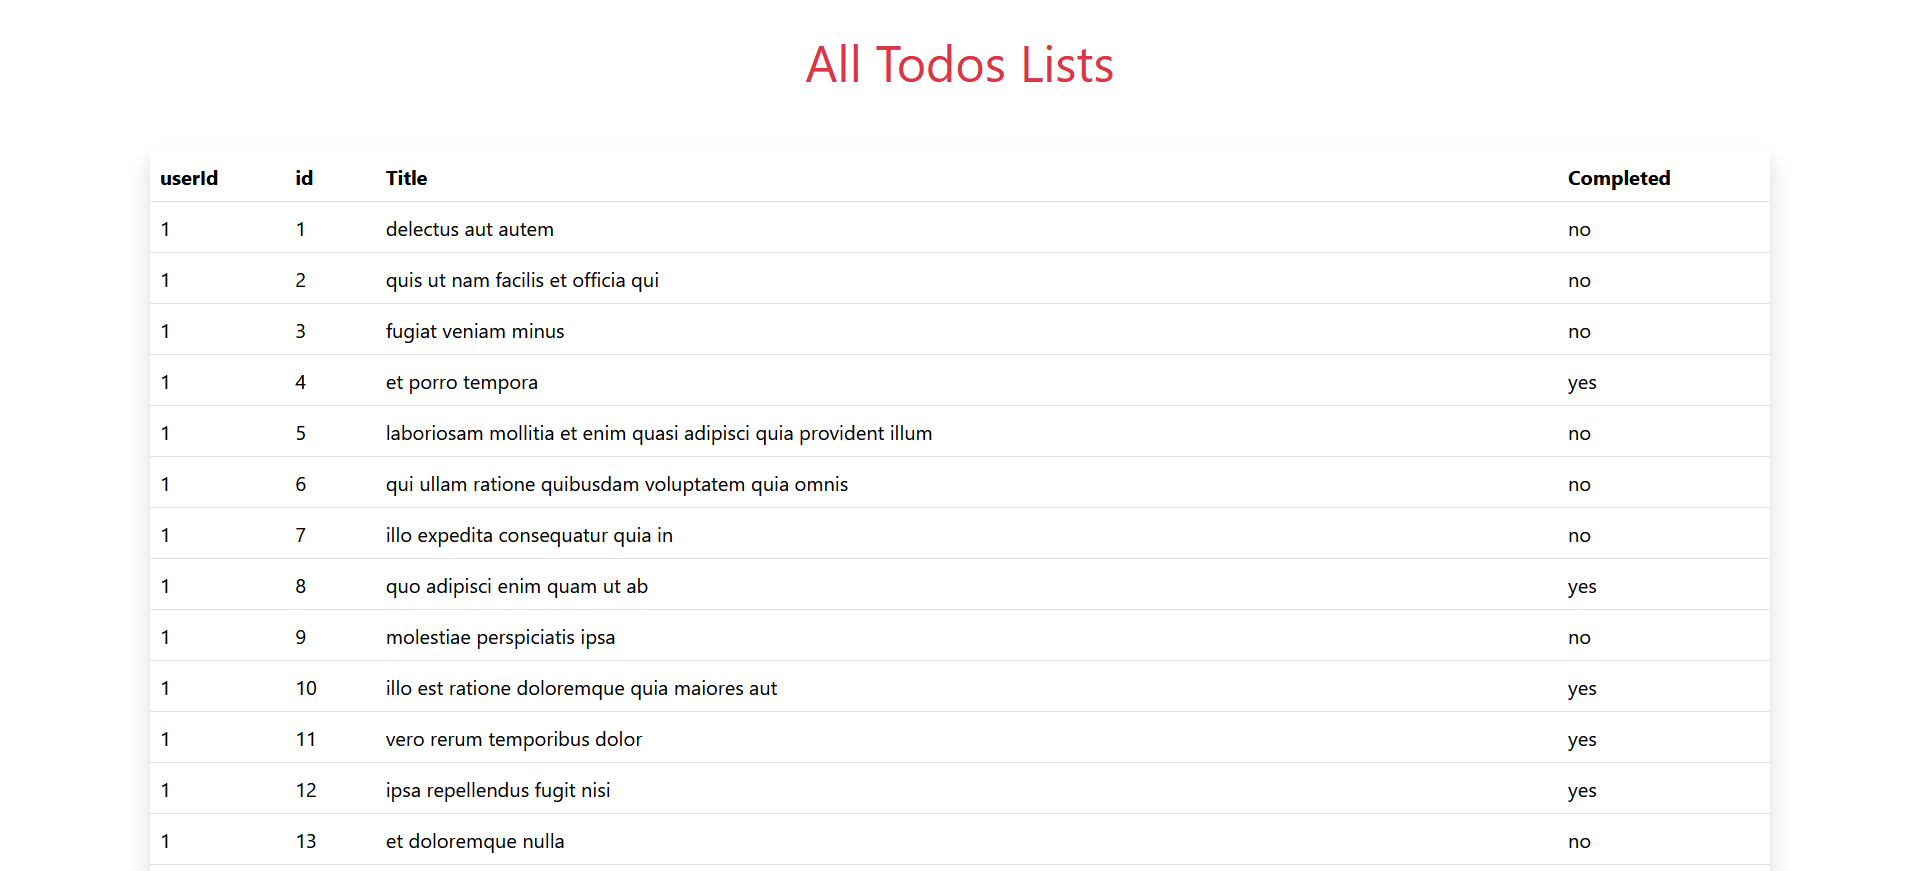 All Todos Lists
userId id Title Completed
1 1 delectus aut autem no
1 2 quis ut nam facilis et officia qui no
1 3 fugiat veniam minus no
1 4 et porro tempora yes
1 5 laboriosam mollitia et enim quasi adipisci quia provident illum no
1 6 qui ullam ratione quibusdam voluptatem quia omnis no
1 7 illo expedita consequatur quia in no
1 8 quo adipisci enim quam ut ab yes
1 9 molestiae perspiciatis ipsa no
1 10 illo est ratione doloremque quia maiores aut yes
1 11 vero rerum temporibus dolor yes
1 12 ipsa repellendus fugit nisi yes
1 13 et doloremque nulla no